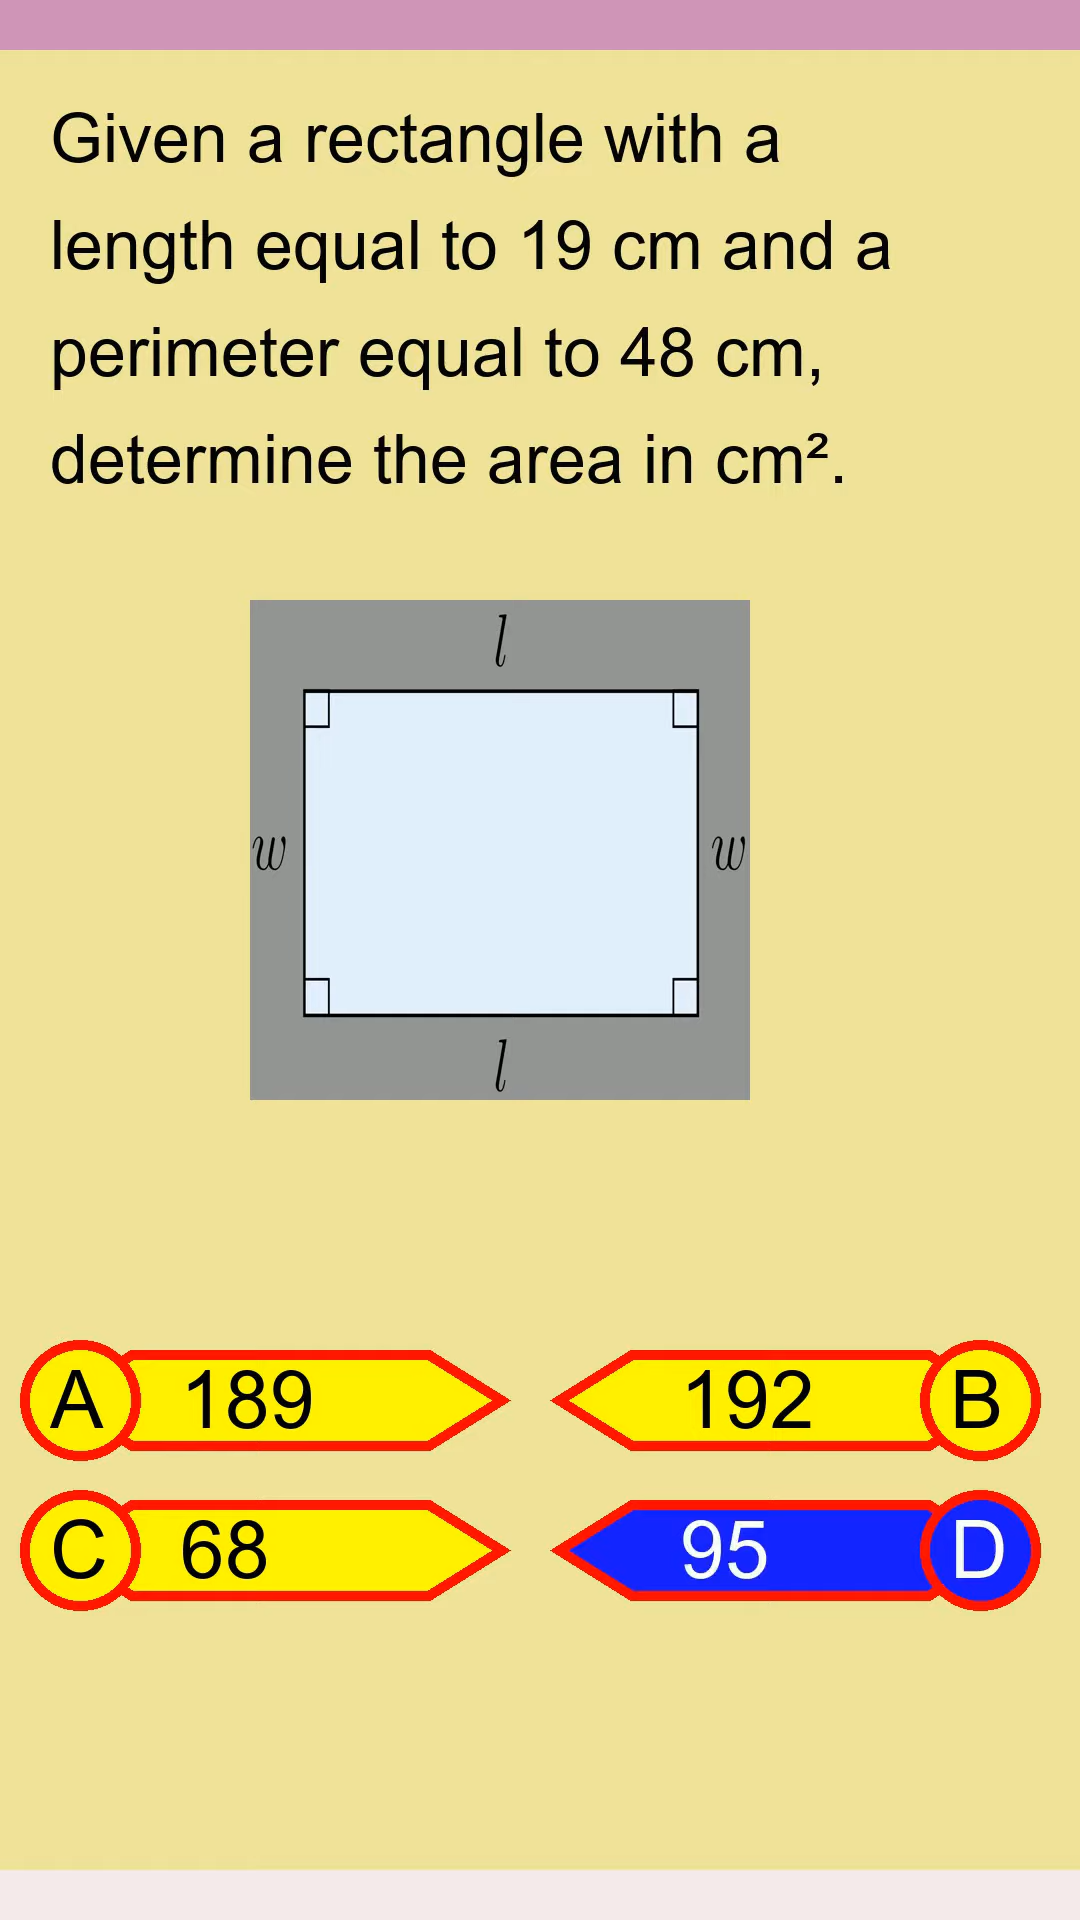 Given a rectangle with a
length equal to 19 cm and a
perimeter equal to 48 cm,
determine the area in cm².
l
w
w
l
A 189
192 B
C 68
95 D